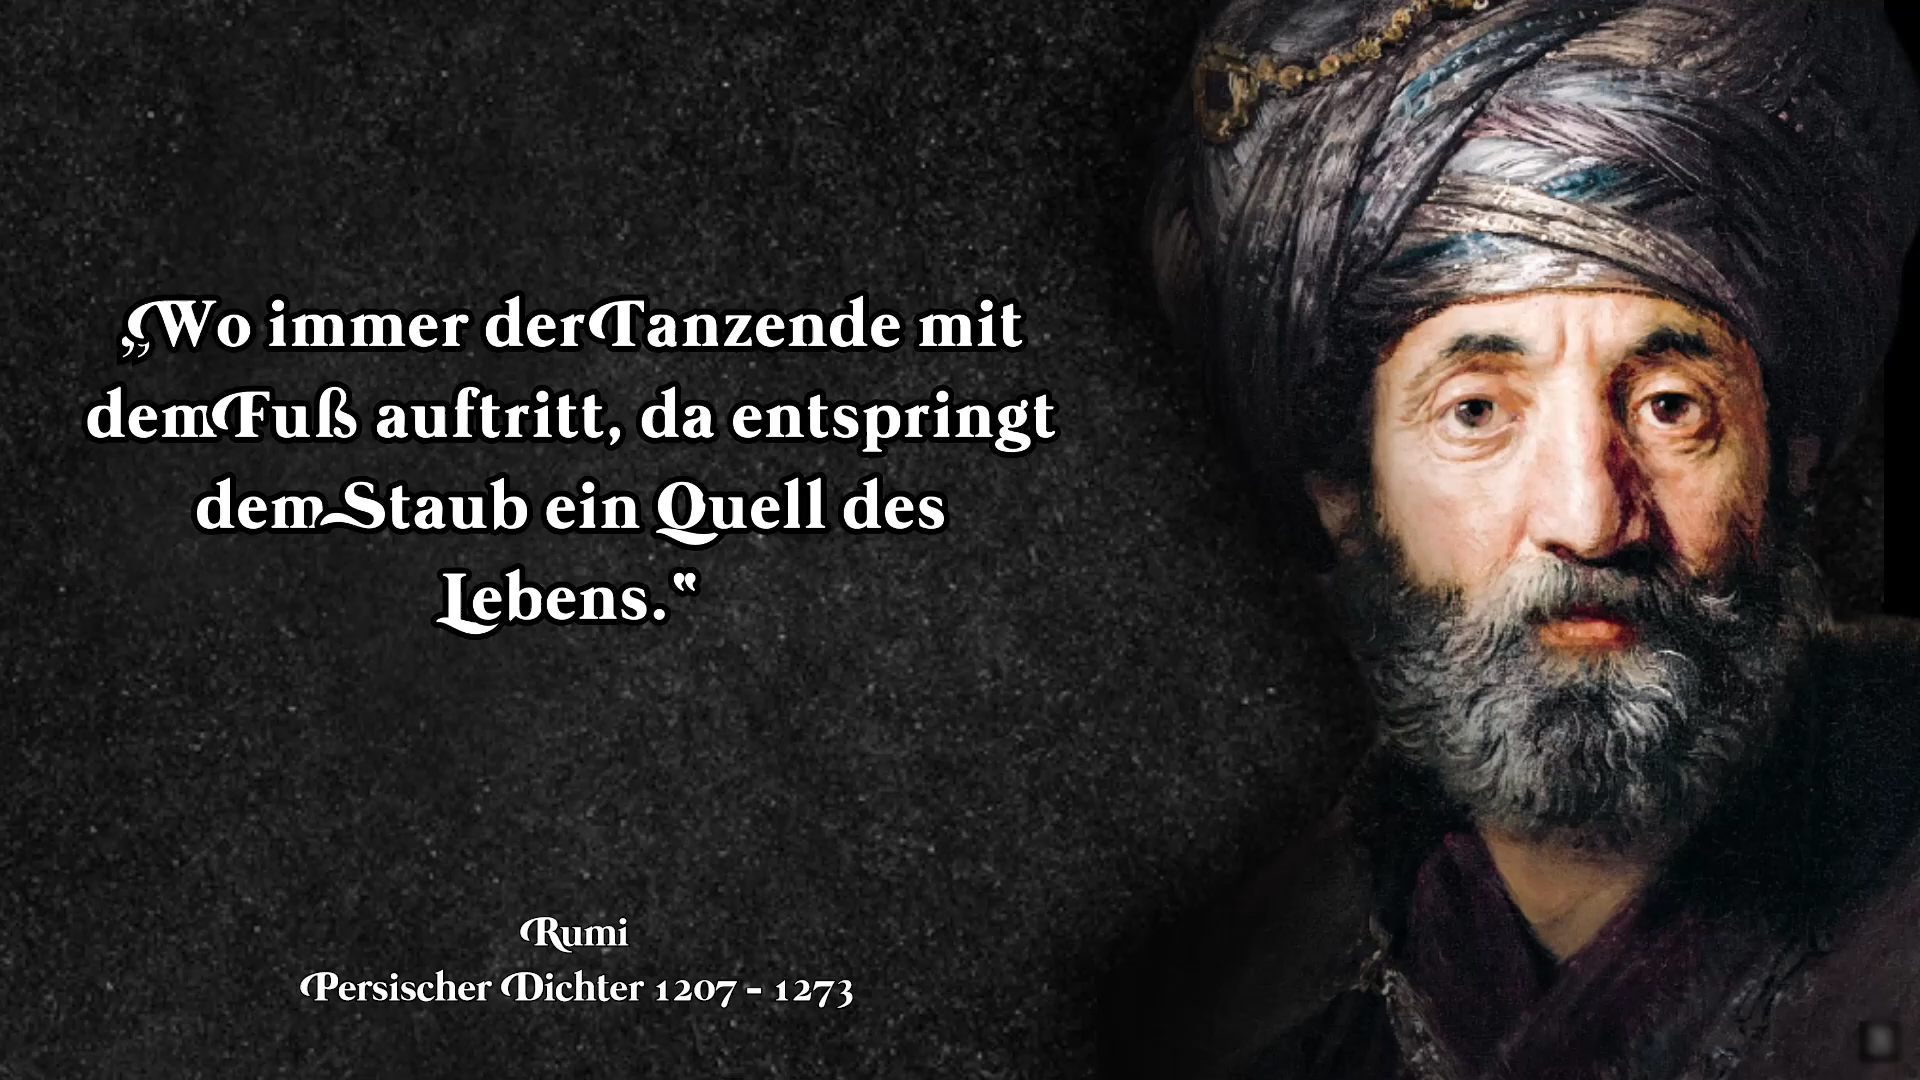 „Wo immer der Tanzende mit
dem Fuß auftritt, da entspringt
dem Staub ein Quell des
Lebens.“
Rumi
Persischer Dichter 1207 - 1273